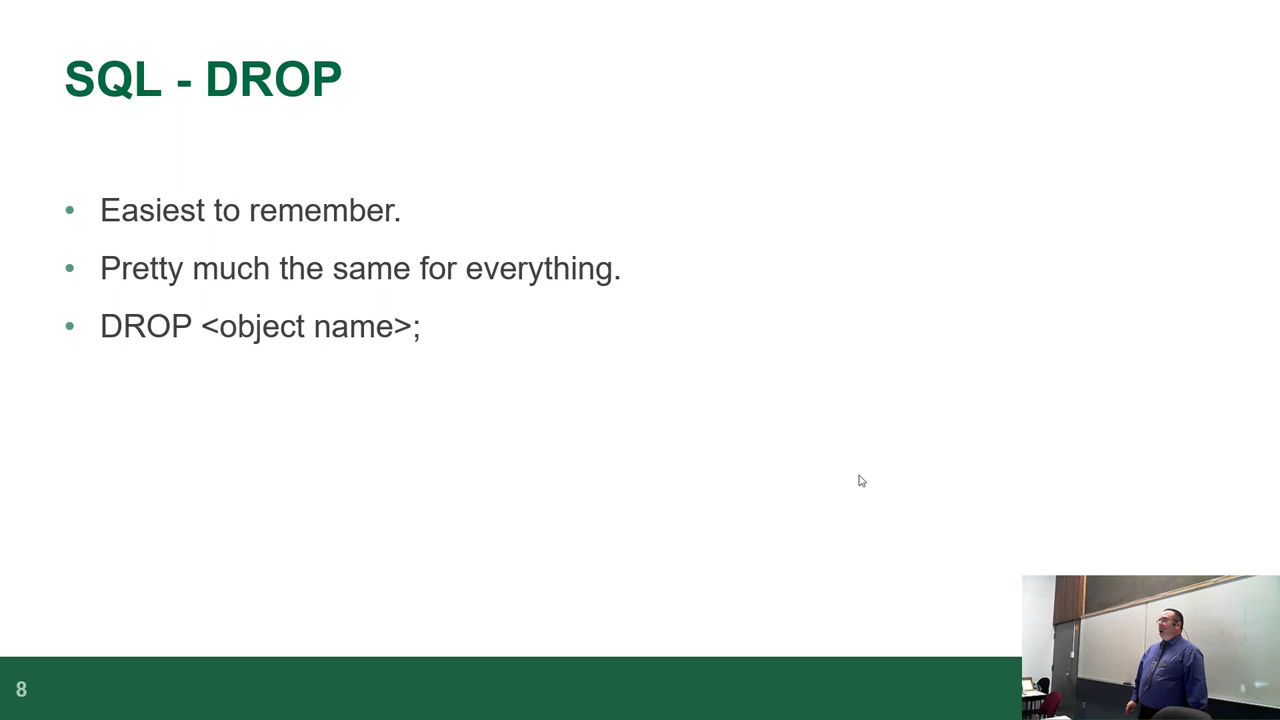 SQL - DROP
• Easiest to remember.
• Pretty much the same for everything.
• DROP <object name>;
8